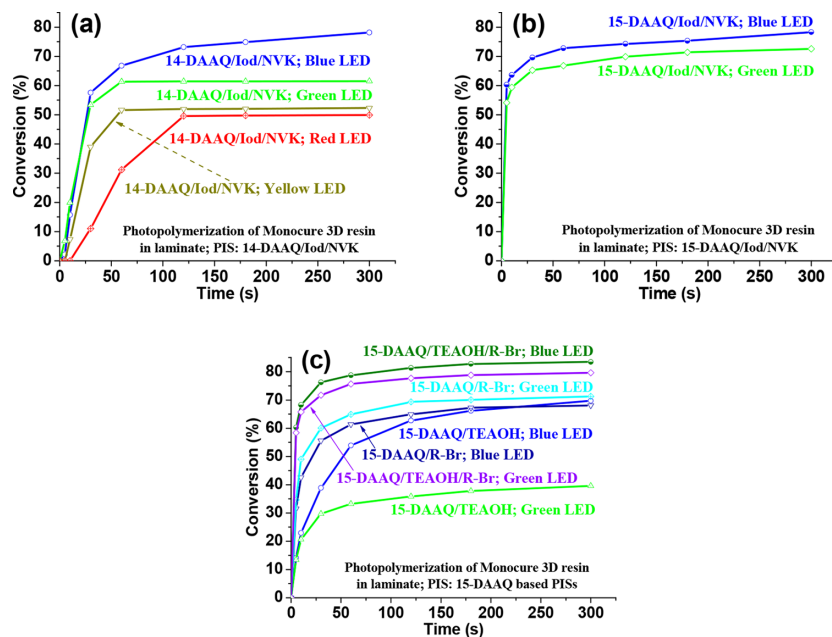 (a)
80
70
60
50
40
30
20
10
0
Conversion (%)
14-DAAQ/Iod/NVK; Blue LED
14-DAAQ/Iod/NVK; Green LED
14-DAAQ/Iod/NVK; Red LED
14-DAAQ/Iod/NVK; Yellow LED
Photopolymerization of Monocure 3D resin
in laminate; PIS: 14-DAAQ/Iod/NVK
0 50 100 150 200 250 300
Time (s)
(b)
80
70
60
50
40
30
20
10
0
Conversion (%)
15-DAAQ/Iod/NVK; Blue LED
15-DAAQ/Iod/NVK; Green LED
Photopolymerization of Monocure 3D resin
in laminate; PIS: 15-DAAQ/Iod/NVK
0 50 100 150 200 250 300
Time (s)
(c)
80
70
60
50
40
30
20
10
0
Conversion (%)
15-DAAQ/TEAOH/R-Br; Blue LED
15-DAAQ/R-Br; Green LED
15-DAAQ/TEAOH; Blue LED
15-DAAQ/R-Br; Blue LED
15-DAAQ/TEAOH/R-Br; Green LED
15-DAAQ/TEAOH; Green LED
Photopolymerization of Monocure 3D resin
in laminate; PIS: 15-DAAQ based PISs
0 50 100 150 200 250 300
Time (s)